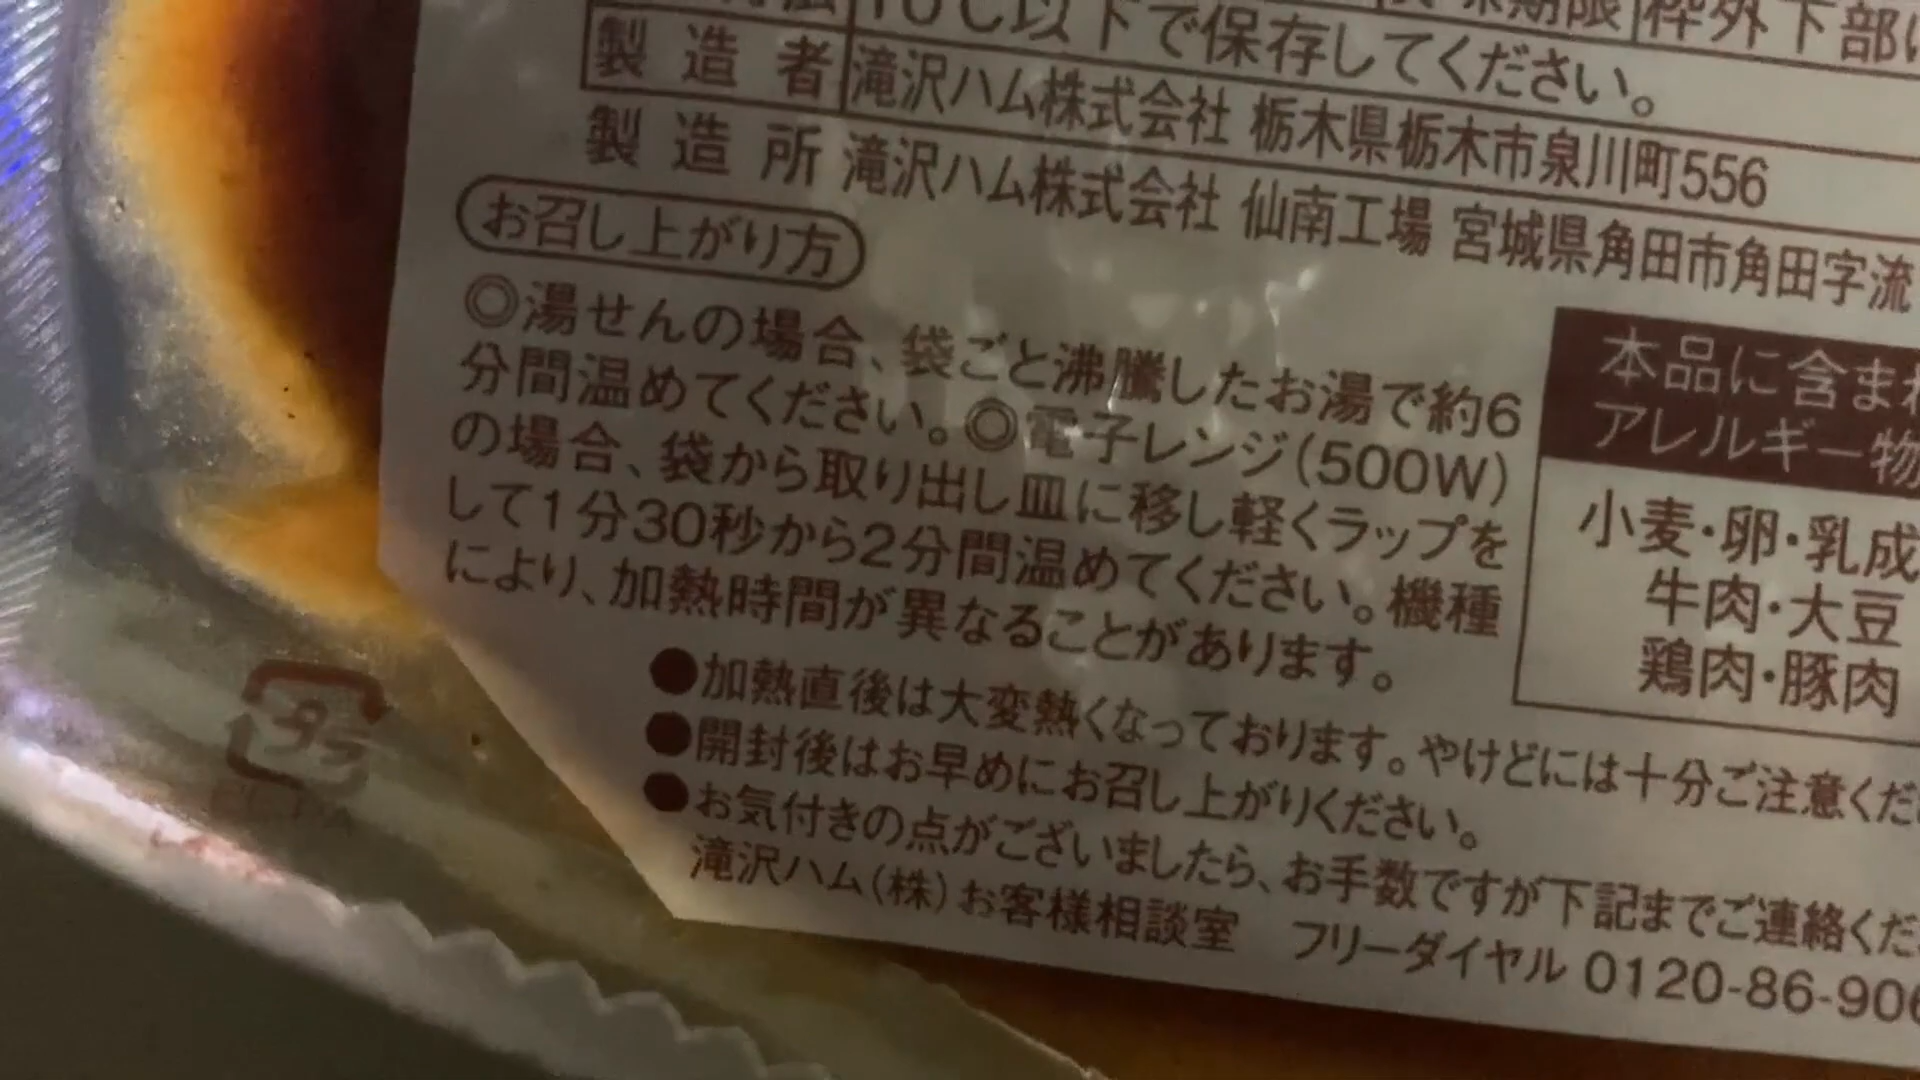 10℃以下で保存してください。
枠外下部
製造者 滝沢ハム株式会社 栃木県栃木市泉川町556
製造所 滝沢ハム株式会社 仙南工場 宮城県角田市角田字流
お召し上がり方
◎湯せんの場合、袋ごと沸騰したお湯で約6
分間温めてください。◎電子レンジ(500W)
の場合、袋から取り出し皿に移し軽くラップを
して1分30秒から2分間温めてください。機種
により、加熱時間が異なることがあります。
本品に含まれ
アレルギー物
小麦・卵・乳成
牛肉・大豆
鶏肉・豚肉
●加熱直後は大変熱くなっております。やけどには十分ご注意くだ
●開封後はお早めにお召し上がりください。
●お気付きの点がございましたら、お手数ですが下記までご連絡くだ
滝沢ハム(株)お客様相談室 フリーダイヤル 0120-86-906
プラ